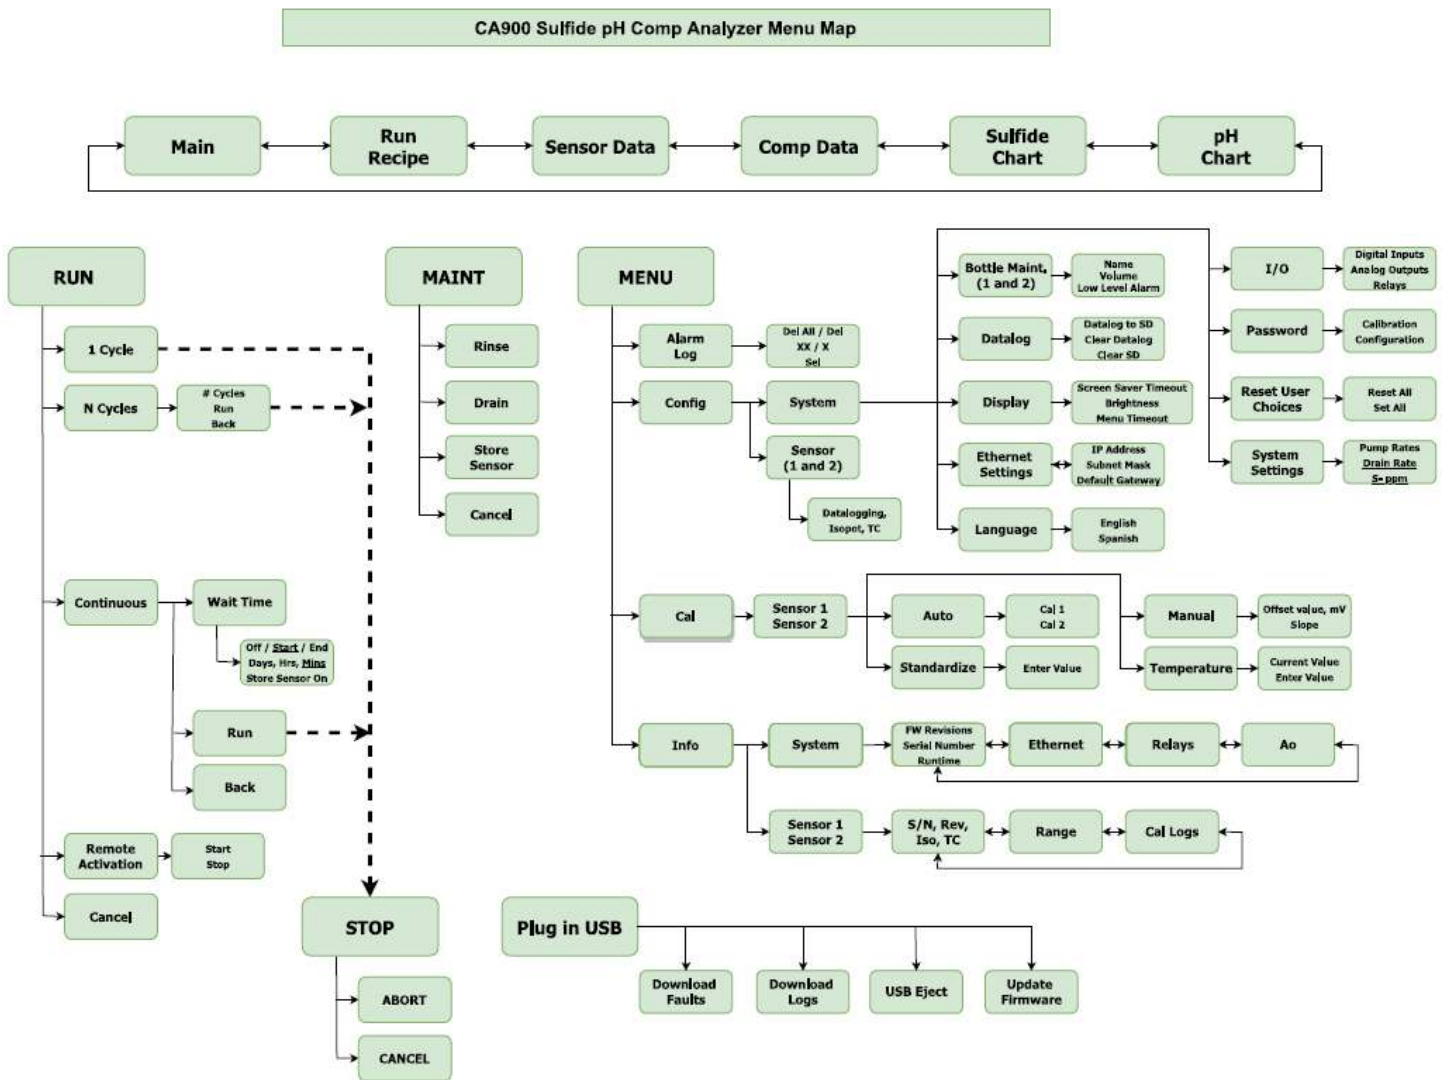 CA900 Sulfide pH Comp Analyzer Menu Map
Main
Run
Recipe
Sensor Data
Comp Data
Sulfide
Chart
pH
Chart
RUN
1 Cycle
N Cycles
# Cycles
Run
Back
Continuous
Wait Time
Off / Start / End
Days, Hrs, Mins
Store Sensor On
Run
Back
Remote
Activation
Start
Stop
Cancel
STOP
ABORT
CANCEL
MAINT
Rinse
Drain
Store
Sensor
Cancel
MENU
Alarm
Log
Del All / Del
XX / X
Sel
Config
System
Sensor
(1 and 2)
Datalogging,
Isopot, TC
Bottle Maint.
(1 and 2)
Name
Volume
Low Level Alarm
Datalog
Datalog to SD
Clear Datalog
Clear SD
Display
Screen Saver Timeout
Brightness
Menu Timeout
Ethernet
Settings
IP Address
Subnet Mask
Default Gateway
Language
English
Spanish
I/O
Digital Inputs
Analog Outputs
Relays
Password
Calibration
Configuration
Reset User
Choices
Reset All
Set All
System
Settings
Pump Rates
Drain Rate
S= ppm
Cal
Sensor 1
Sensor 2
Auto
Cal 1
Cal 2
Standardize
Enter Value
Manual
Offset value, mV
Slope
Temperature
Current Value
Enter Value
Info
System
FW Revisions
Serial Number
Runtime
Ethernet
Relays
Ao
Sensor 1
Sensor 2
S/N, Rev,
Iso, TC
Range
Cal Logs
Plug in USB
Download
Faults
Download
Logs
USB Eject
Update
Firmware